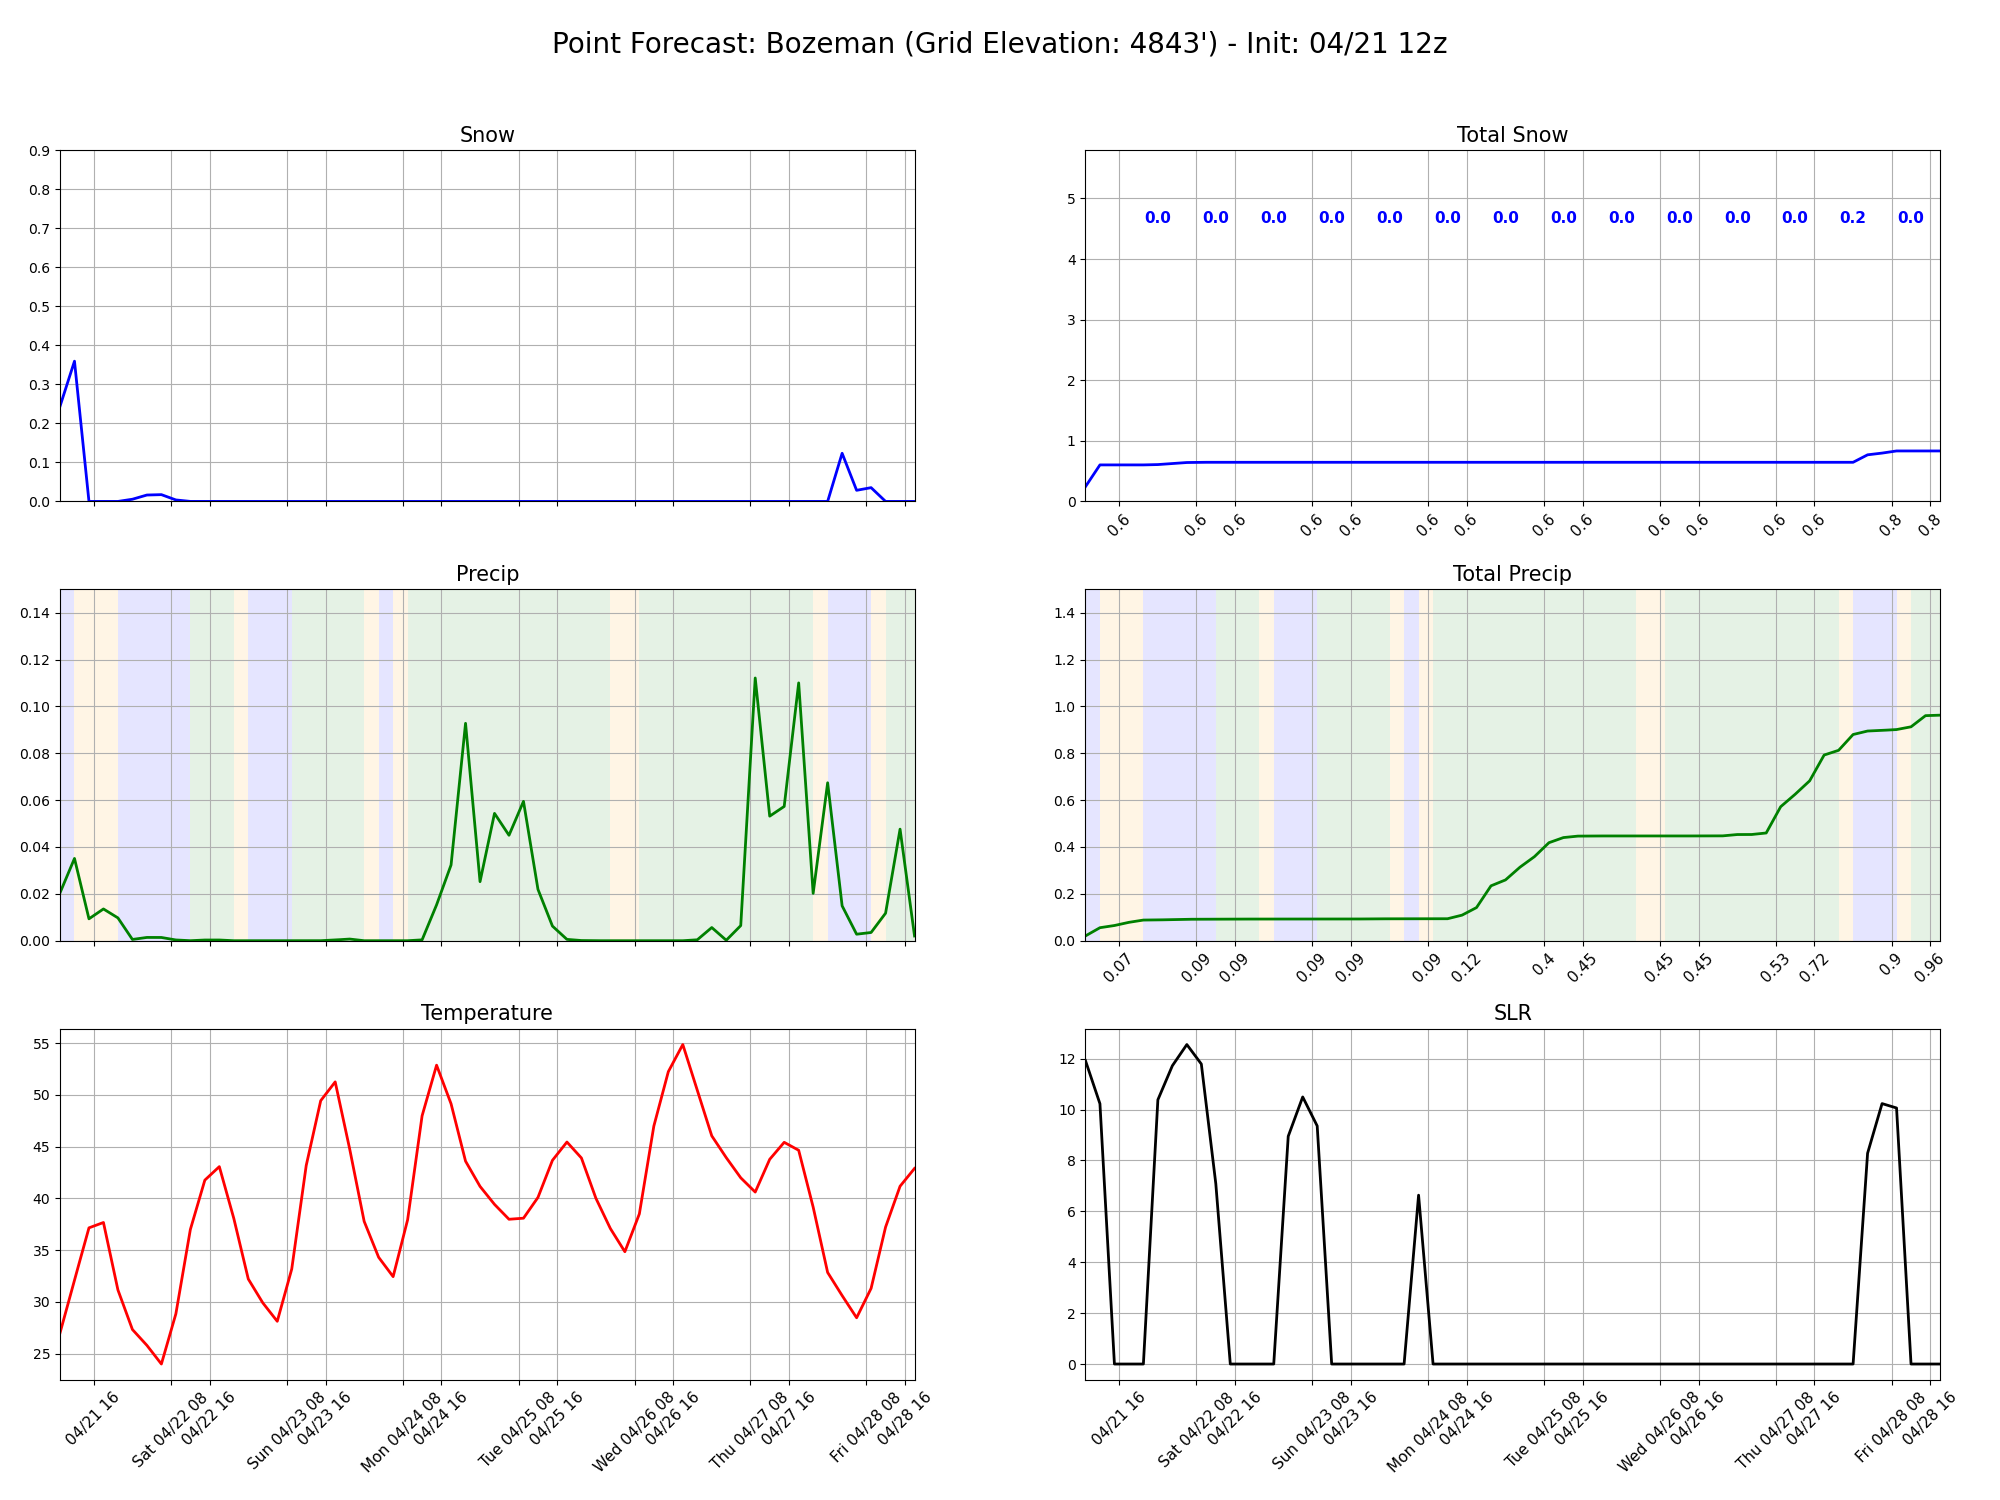 Point Forecast: Bozeman (Grid Elevation: 4843') - Init: 04/21 12z
Snow
0.9
0.8
0.7
0.6
0.5
0.4
0.3
0.2
0.1
0.0
Total Snow
5
4
3
2
1
0
0.0 0.0 0.0 0.0 0.0 0.0 0.0 0.0 0.0 0.0 0.0 0.0 0.2 0.0
0.6 0.6 0.6 0.6 0.6 0.6 0.6 0.6 0.6 0.6 0.6 0.6 0.6 0.8 0.8
Precip
0.14
0.12
0.10
0.08
0.06
0.04
0.02
0.00
Total Precip
1.4
1.2
1.0
0.8
0.6
0.4
0.2
0.0
0.07 0.09 0.09 0.09 0.09 0.09 0.12 0.4 0.45 0.45 0.45 0.53 0.72 0.9 0.96
Temperature
55
50
45
40
35
30
25
04/21 16
Sat 04/22 08
04/22 16
Sun 04/23 08
04/23 16
Mon 04/24 08
04/24 16
Tue 04/25 08
04/25 16
Wed 04/26 08
04/26 16
Thu 04/27 08
04/27 16
Fri 04/28 08
04/28 16
SLR
12
10
8
6
4
2
0
04/21 16
Sat 04/22 08
04/22 16
Sun 04/23 08
04/23 16
Mon 04/24 08
04/24 16
Tue 04/25 08
04/25 16
Wed 04/26 08
04/26 16
Thu 04/27 08
04/27 16
Fri 04/28 08
04/28 16